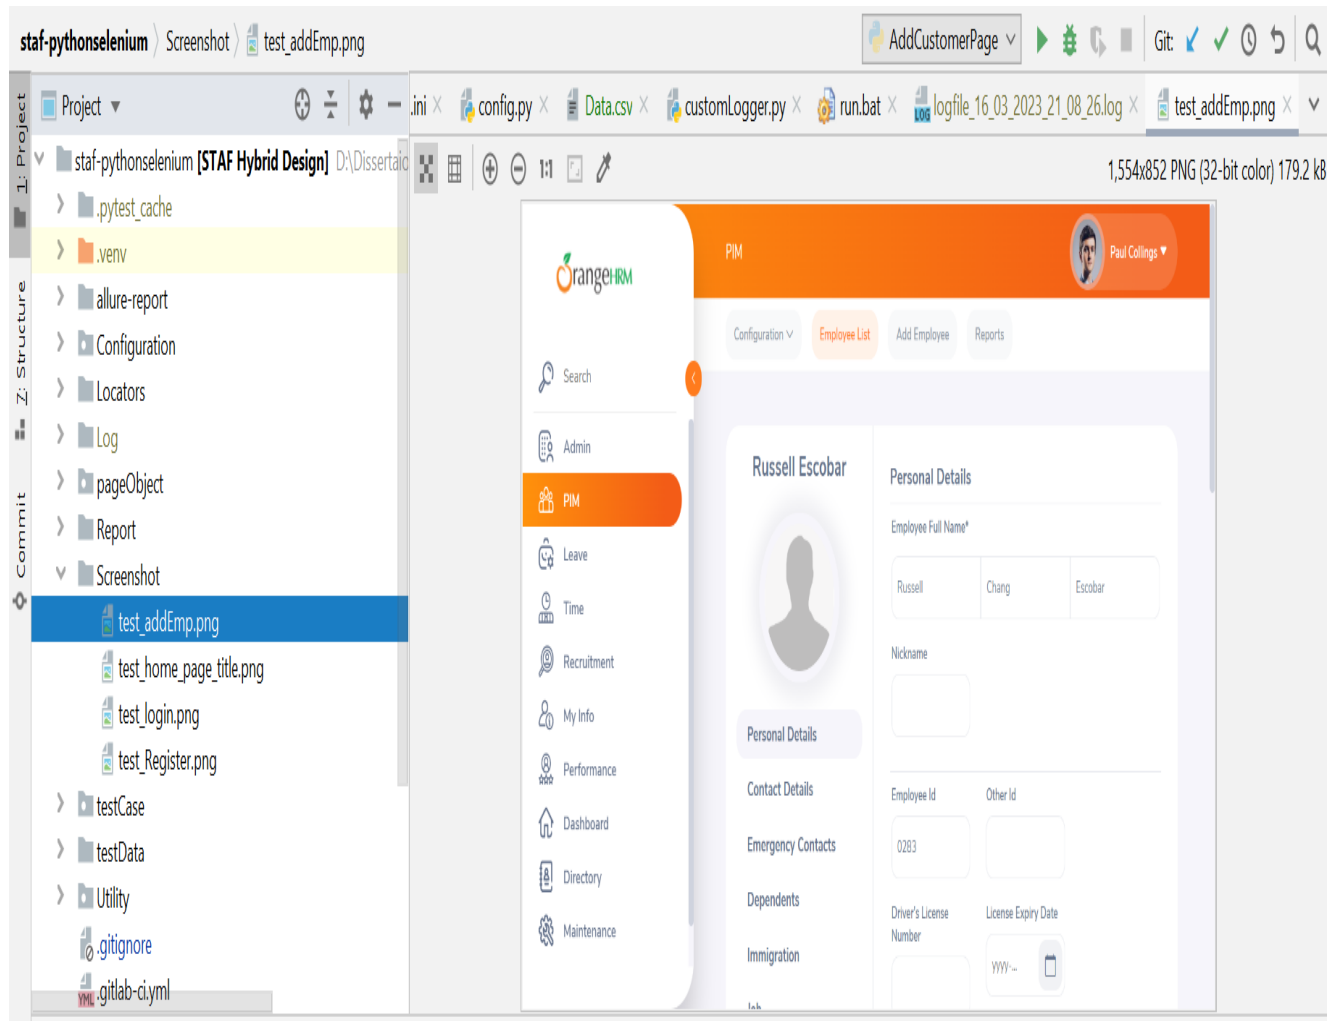 staf-pythonselenium Screenshot test_addEmp.png
AddCustomerPage
Git:
1: Project
Z: Structure
Commit
Project
.ini config.py Data.csv customLogger.py run.bat logfile_16_03_2023_21_08_26.log test_addEmp.png
staf-pythonselenium [STAF Hybrid Design] D:\Dissertaio
.pytest_cache
.venv
allure-report
Configuration
Locators
Log
pageObject
Report
Screenshot
test_addEmp.png
test_home_page_title.png
test_login.png
test_Register.png
testCase
testData
Utility
.gitignore
YML .gitlab-ci.yml
1:1
1,554x852 PNG (32-bit color) 179.2 kB
OrangeHRM
Search
Admin
PIM
Leave
Time
Recruitment
My Info
Performance
Dashboard
Directory
Maintenance
PIM
Paul Collings
Configuration Employee List Add Employee Reports
Russell Escobar
Personal Details
Contact Details
Emergency Contacts
Dependents
Immigration
Job
Personal Details
Employee Full Name*
Russell Chang Escobar
Nickname
Employee Id Other Id
0283
Driver's License
Number
License Expiry Date
yyyy-...